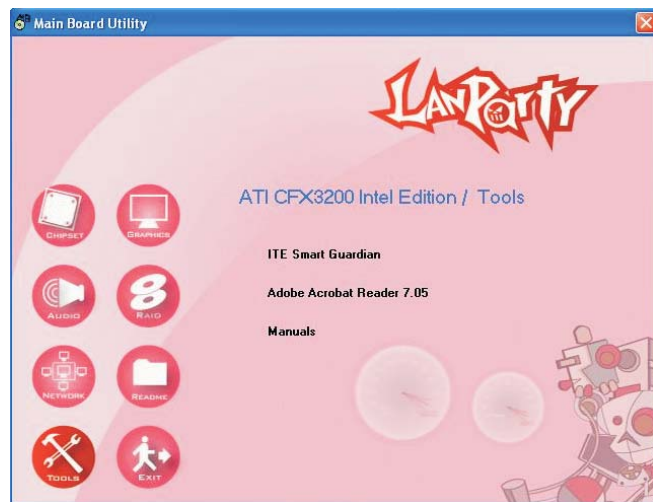 Main Board Utility
LANPARTY
ATI CFX3200 Intel Edition / Tools
CHIPSET
GRAPHICS
ITE Smart Guardian
Adobe Acrobat Reader 7.05
AUDIO
RAID
Manuals
NETWORK
README
TOOLS
EXIT